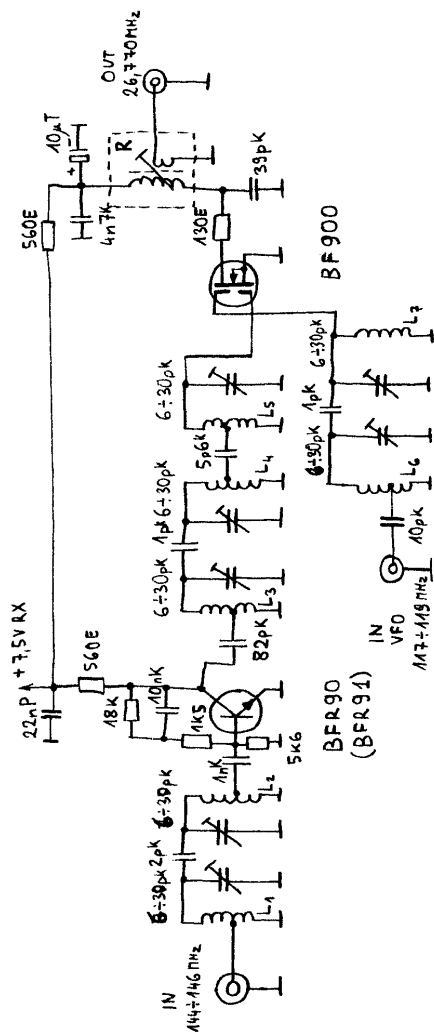 IN
144÷146MHz
L1
6÷30pk
2pk
6÷30pk
L2
1nK
5K6
1K5
10nK
18K
22nP
+7,5V RX
560E
BFR90
(BFR91)
82pK
L3
6÷30pk
1pk
6÷30pk
L4
5p6K
L5
6÷30pk
IN
VFO
117÷119MHz
10pK
L6
6÷30pk
1pk
6÷30pk
L7
BF900
130E
39pK
560E
4n7K
+
10µT
R
OUT
26,770MHz